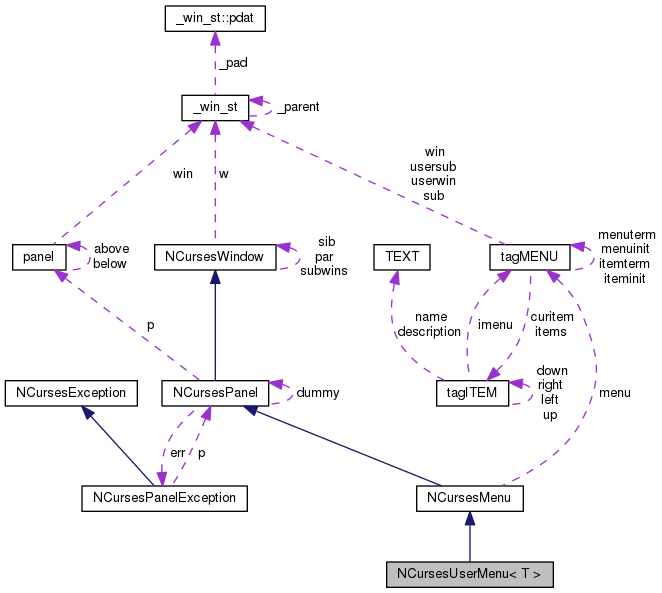 _win_st::pdat
_pad
_win_st
_parent
win
w
win
usersub
userwin
sub
panel
above
below
NCursesWindow
sib
par
subwins
TEXT
tagMENU
menuterm
menuinit
itemterm
iteminit
p
name
description
imenu
curitem
items
NCursesException
NCursesPanel
dummy
tagITEM
down
right
left
up
menu
err
p
NCursesPanelException
NCursesMenu
NCursesUserMenu< T >